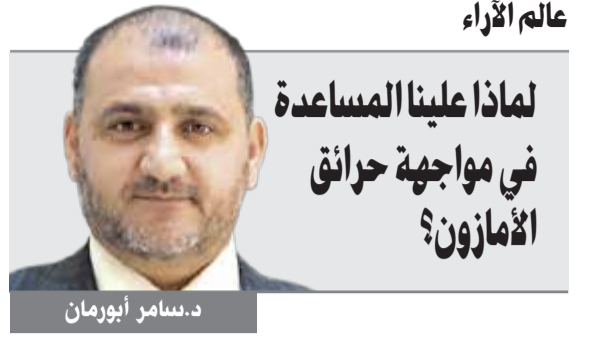 عالم الآراء
لماذا علينا المساعدة
في مواجهة حرائق
الأمازون؟
د.سامر أبورمان